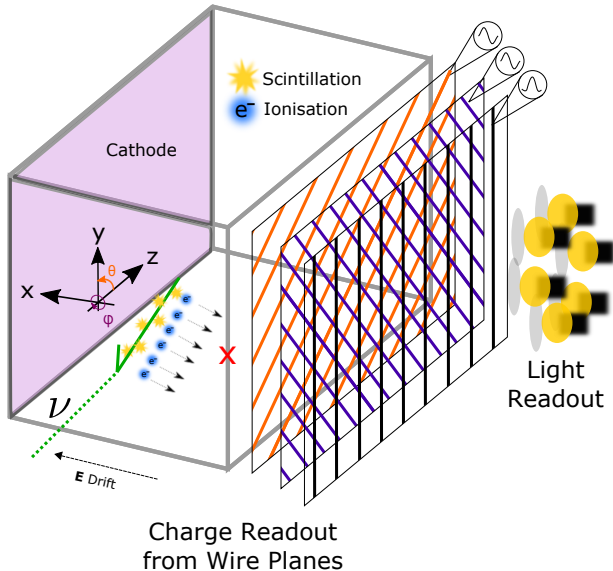 Scintillation
e⁻ Ionisation
Cathode
y
z
θ
x
φ
e⁻
e⁻
e⁻
e⁻
e⁻
e⁻
x
ν
E Drift
Light
Readout
Charge Readout
from Wire Planes